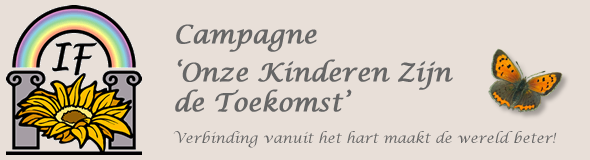 IF
Campagne
‘Onze Kinderen Zijn
de Toekomst’
Verbinding vanuit het hart maakt de wereld beter!